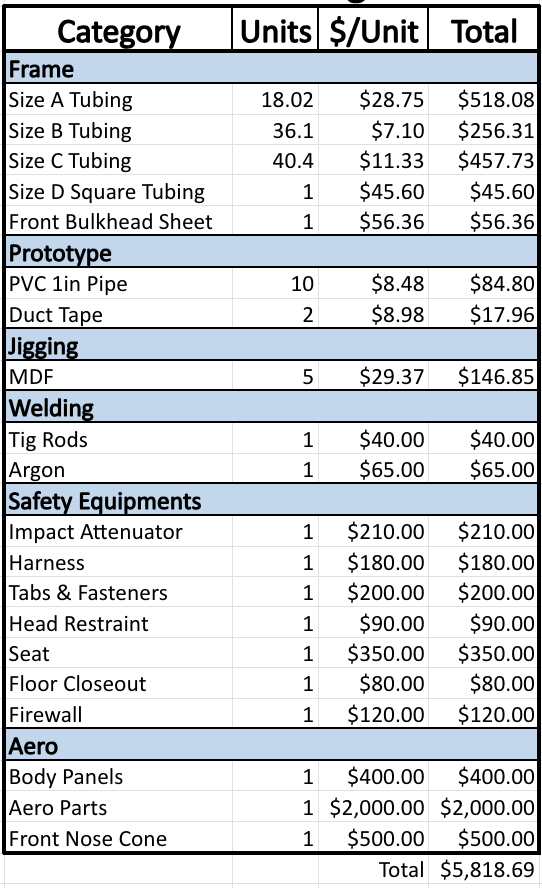 Category Units $/Unit Total
Frame
Size A Tubing 18.02 $28.75 $518.08
Size B Tubing 36.1 $7.10 $256.31
Size C Tubing 40.4 $11.33 $457.73
Size D Square Tubing 1 $45.60 $45.60
Front Bulkhead Sheet 1 $56.36 $56.36
Prototype
PVC 1in Pipe 10 $8.48 $84.80
Duct Tape 2 $8.98 $17.96
Jigging
MDF 5 $29.37 $146.85
Welding
Tig Rods 1 $40.00 $40.00
Argon 1 $65.00 $65.00
Safety Equipments
Impact Attenuator 1 $210.00 $210.00
Harness 1 $180.00 $180.00
Tabs & Fasteners 1 $200.00 $200.00
Head Restraint 1 $90.00 $90.00
Seat 1 $350.00 $350.00
Floor Closeout 1 $80.00 $80.00
Firewall 1 $120.00 $120.00
Aero
Body Panels 1 $400.00 $400.00
Aero Parts 1 $2,000.00 $2,000.00
Front Nose Cone 1 $500.00 $500.00
Total $5,818.69